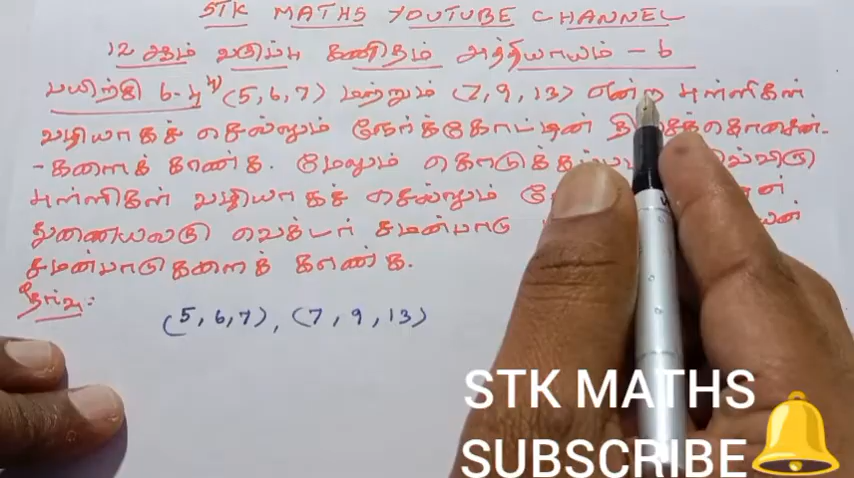 STK MATHS YOUTUBE CHANNEL
12 ஆம் வகுப்பு கணிதம் அத்தியாயம் - 6
பயிற்சி 6.4 4) (5,6,7) மற்றும் (7,9,13) என்ற புள்ளிகள்
வழியாகச் செல்லும் நேர்க்கோட்டின்
-களைக் காண்க. மேலும்
புள்ளிகள் வழியாகச் செல்லும்
துணையலகு வெக்டர் சமன்பாடு
சமன்பாடுகளைக் காண்க.
தீர்வு:
(5,6,7), (7,9,13)
STK MATHS
SUBSCRIBE